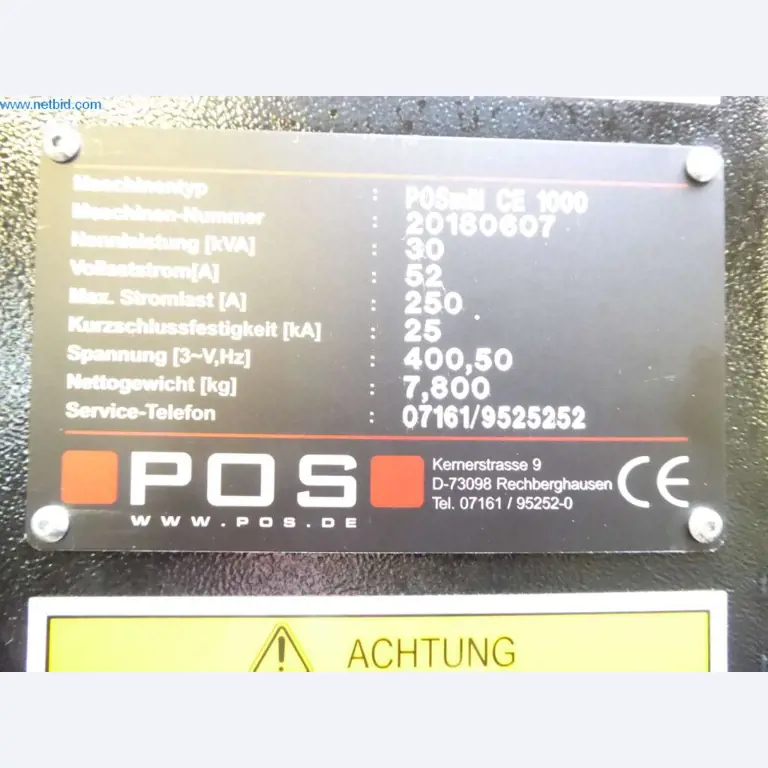 www.netbid.com
Maschinentyp : POSmill CE 1000
Maschinen-Nummer : 20160607
Nennleistung [kVA] : 30
Volllaststrom[A] : 52
Max. Stromlast [A] : 250
Kurzschlussfestigkeit [kA] : 25
Spannung [3~V,Hz] : 400,50
Nettogewicht [kg] : 7,800
Service-Telefon : 07161/9525252
POS
WWW.POS.DE
Kernerstrasse 9
D-73098 Rechberghausen
Tel. 07161 / 95252-0
CE
ACHTUNG